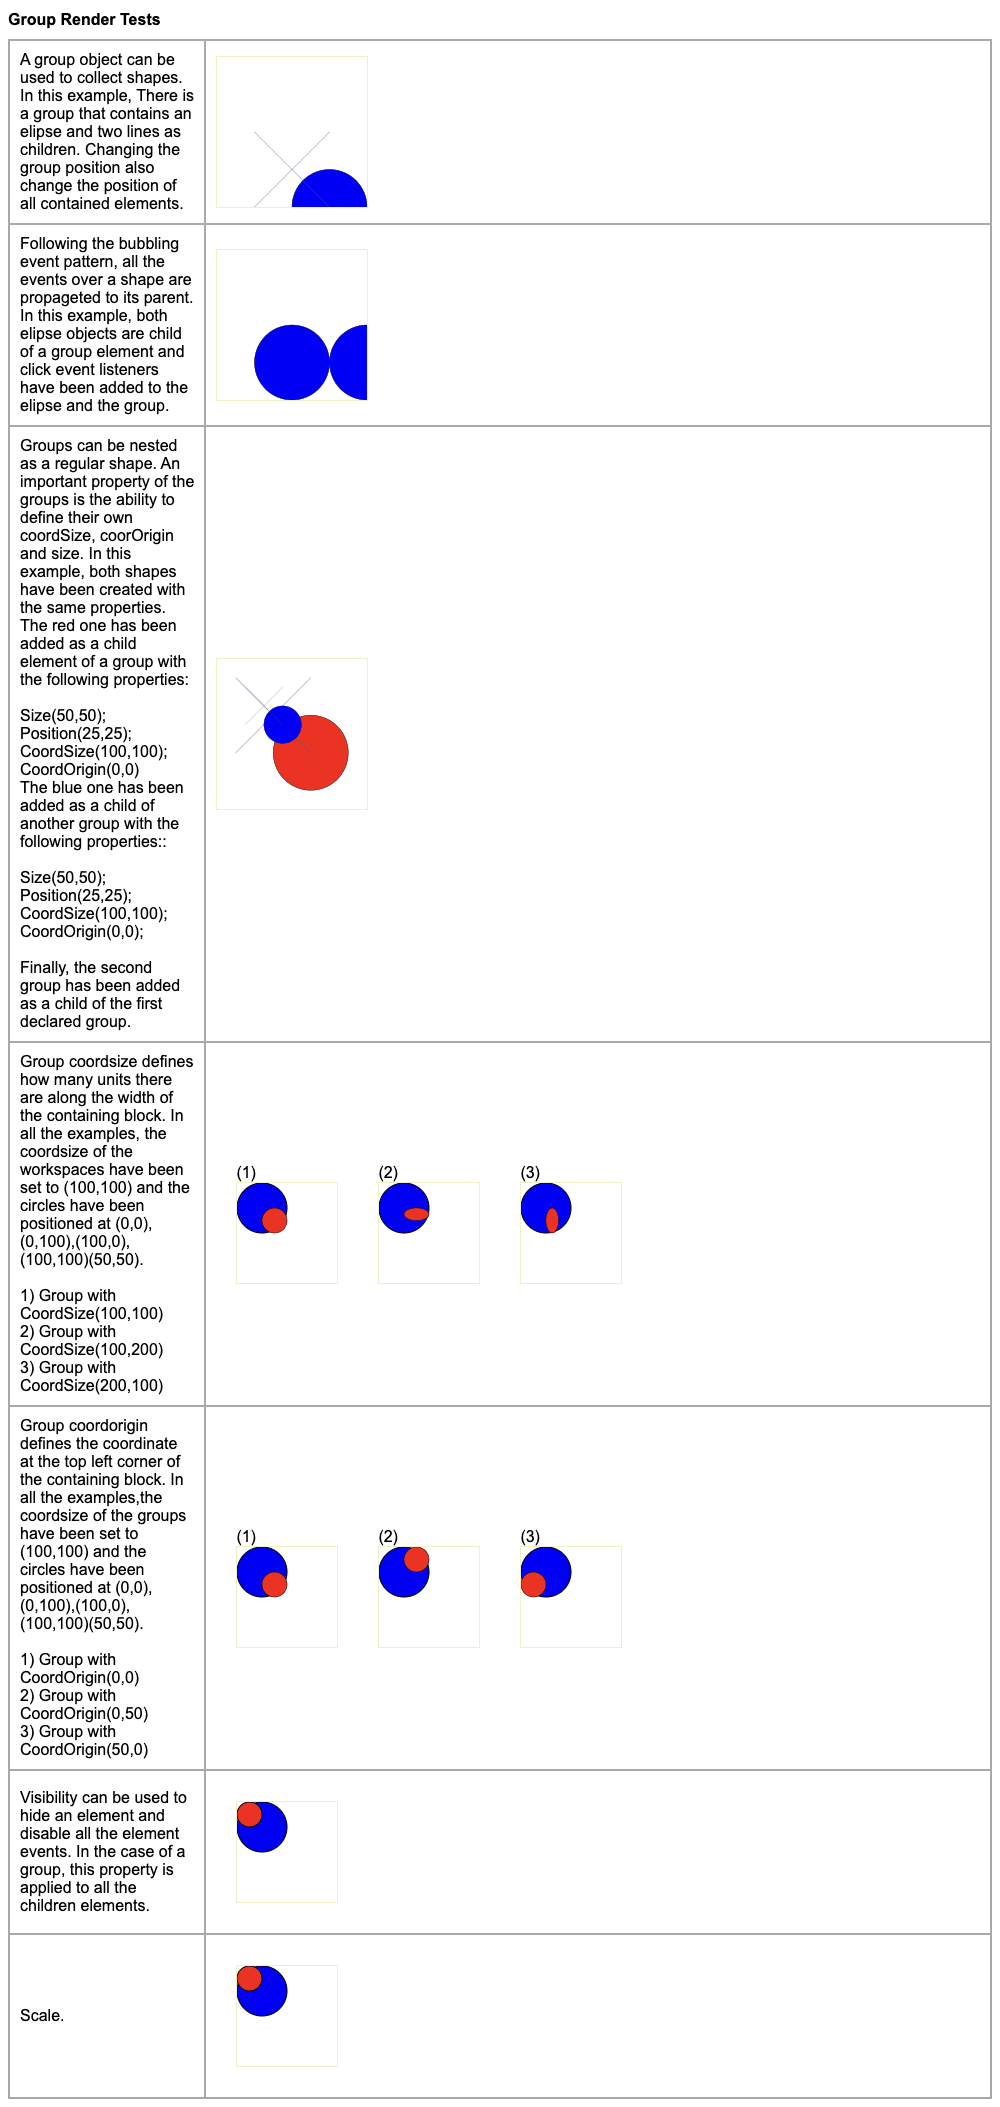 Group Render Tests
A group object can be
used to collect shapes.
In this example, There is
a group that contains an
elipse and two lines as
children. Changing the
group position also
change the position of
all contained elements.
Following the bubbling
event pattern, all the
events over a shape are
propageted to its parent.
In this example, both
elipse objects are child
of a group element and
click event listeners
have been added to the
elipse and the group.
Groups can be nested
as a regular shape. An
important property of the
groups is the ability to
define their own
coordSize, coorOrigin
and size. In this
example, both shapes
have been created with
the same properties.
The red one has been
added as a child
element of a group with
the following properties:
Size(50,50);
Position(25,25);
CoordSize(100,100);
CoordOrigin(0,0)
The blue one has been
added as a child of
another group with the
following properties::
Size(50,50);
Position(25,25);
CoordSize(100,100);
CoordOrigin(0,0);
Finally, the second
group has been added
as a child of the first
declared group.
Group coordsize defines
how many units there
are along the width of
the containing block. In
all the examples, the
coordsize of the
workspaces have been
set to (100,100) and the
circles have been
positioned at (0,0),
(0,100),(100,0),
(100,100)(50,50).
1) Group with
CoordSize(100,100)
2) Group with
CoordSize(100,200)
3) Group with
CoordSize(200,100)
(1) (2) (3)
Group coordorigin
defines the coordinate
at the top left corner of
the containing block. In
all the examples,the
coordsize of the groups
have been set to
(100,100) and the
circles have been
positioned at (0,0),
(0,100),(100,0),
(100,100)(50,50).
1) Group with
CoordOrigin(0,0)
2) Group with
CoordOrigin(0,50)
3) Group with
CoordOrigin(50,0)
(1) (2) (3)
Visibility can be used to
hide an element and
disable all the element
events. In the case of a
group, this property is
applied to all the
children elements.
Scale.